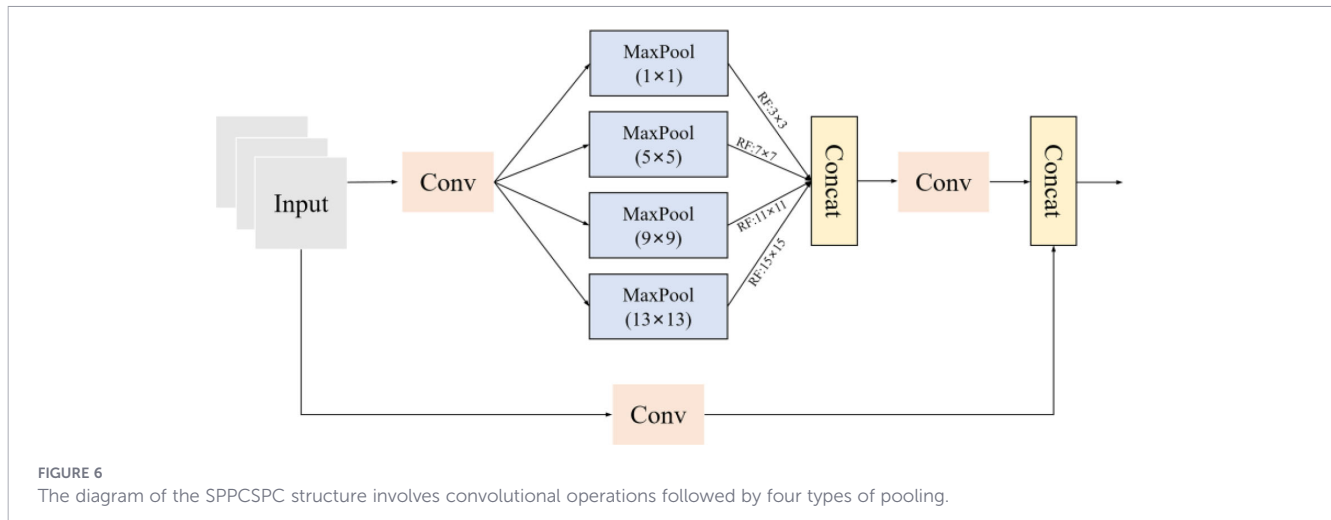 Input
Conv
MaxPool
(1×1)
MaxPool
(5×5)
MaxPool
(9×9)
MaxPool
(13×13)
RF:3×3
RF:7×7
RF:11×11
RF:15×15
Concat
Conv
Concat
Conv
FIGURE 6
The diagram of the SPPCSPC structure involves convolutional operations followed by four types of pooling.